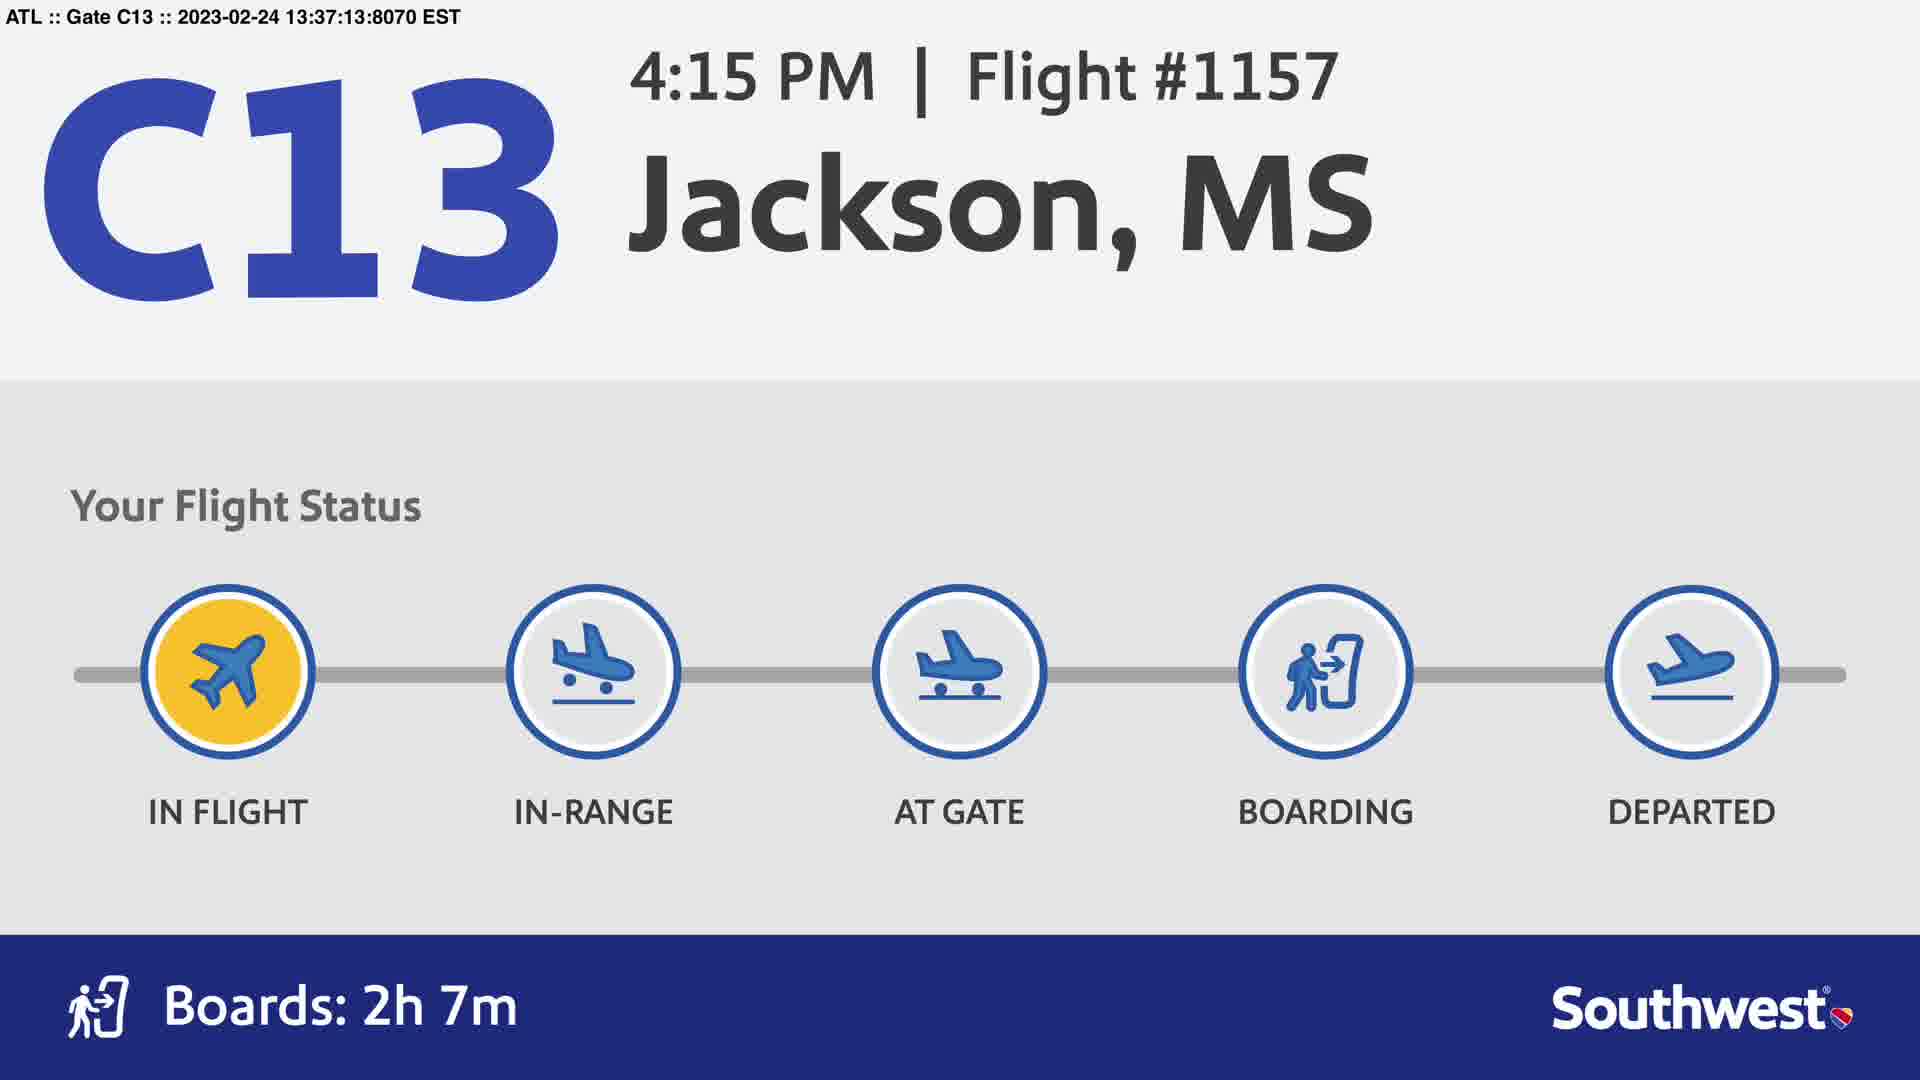 ATL :: Gate C13 :: 2023-02-24 13:37:13:8070 EST
C13
4:15 PM | Flight #1157
Jackson, MS
Your Flight Status
IN FLIGHT
IN-RANGE
AT GATE
BOARDING
DEPARTED
Boards: 2h 7m
Southwest®